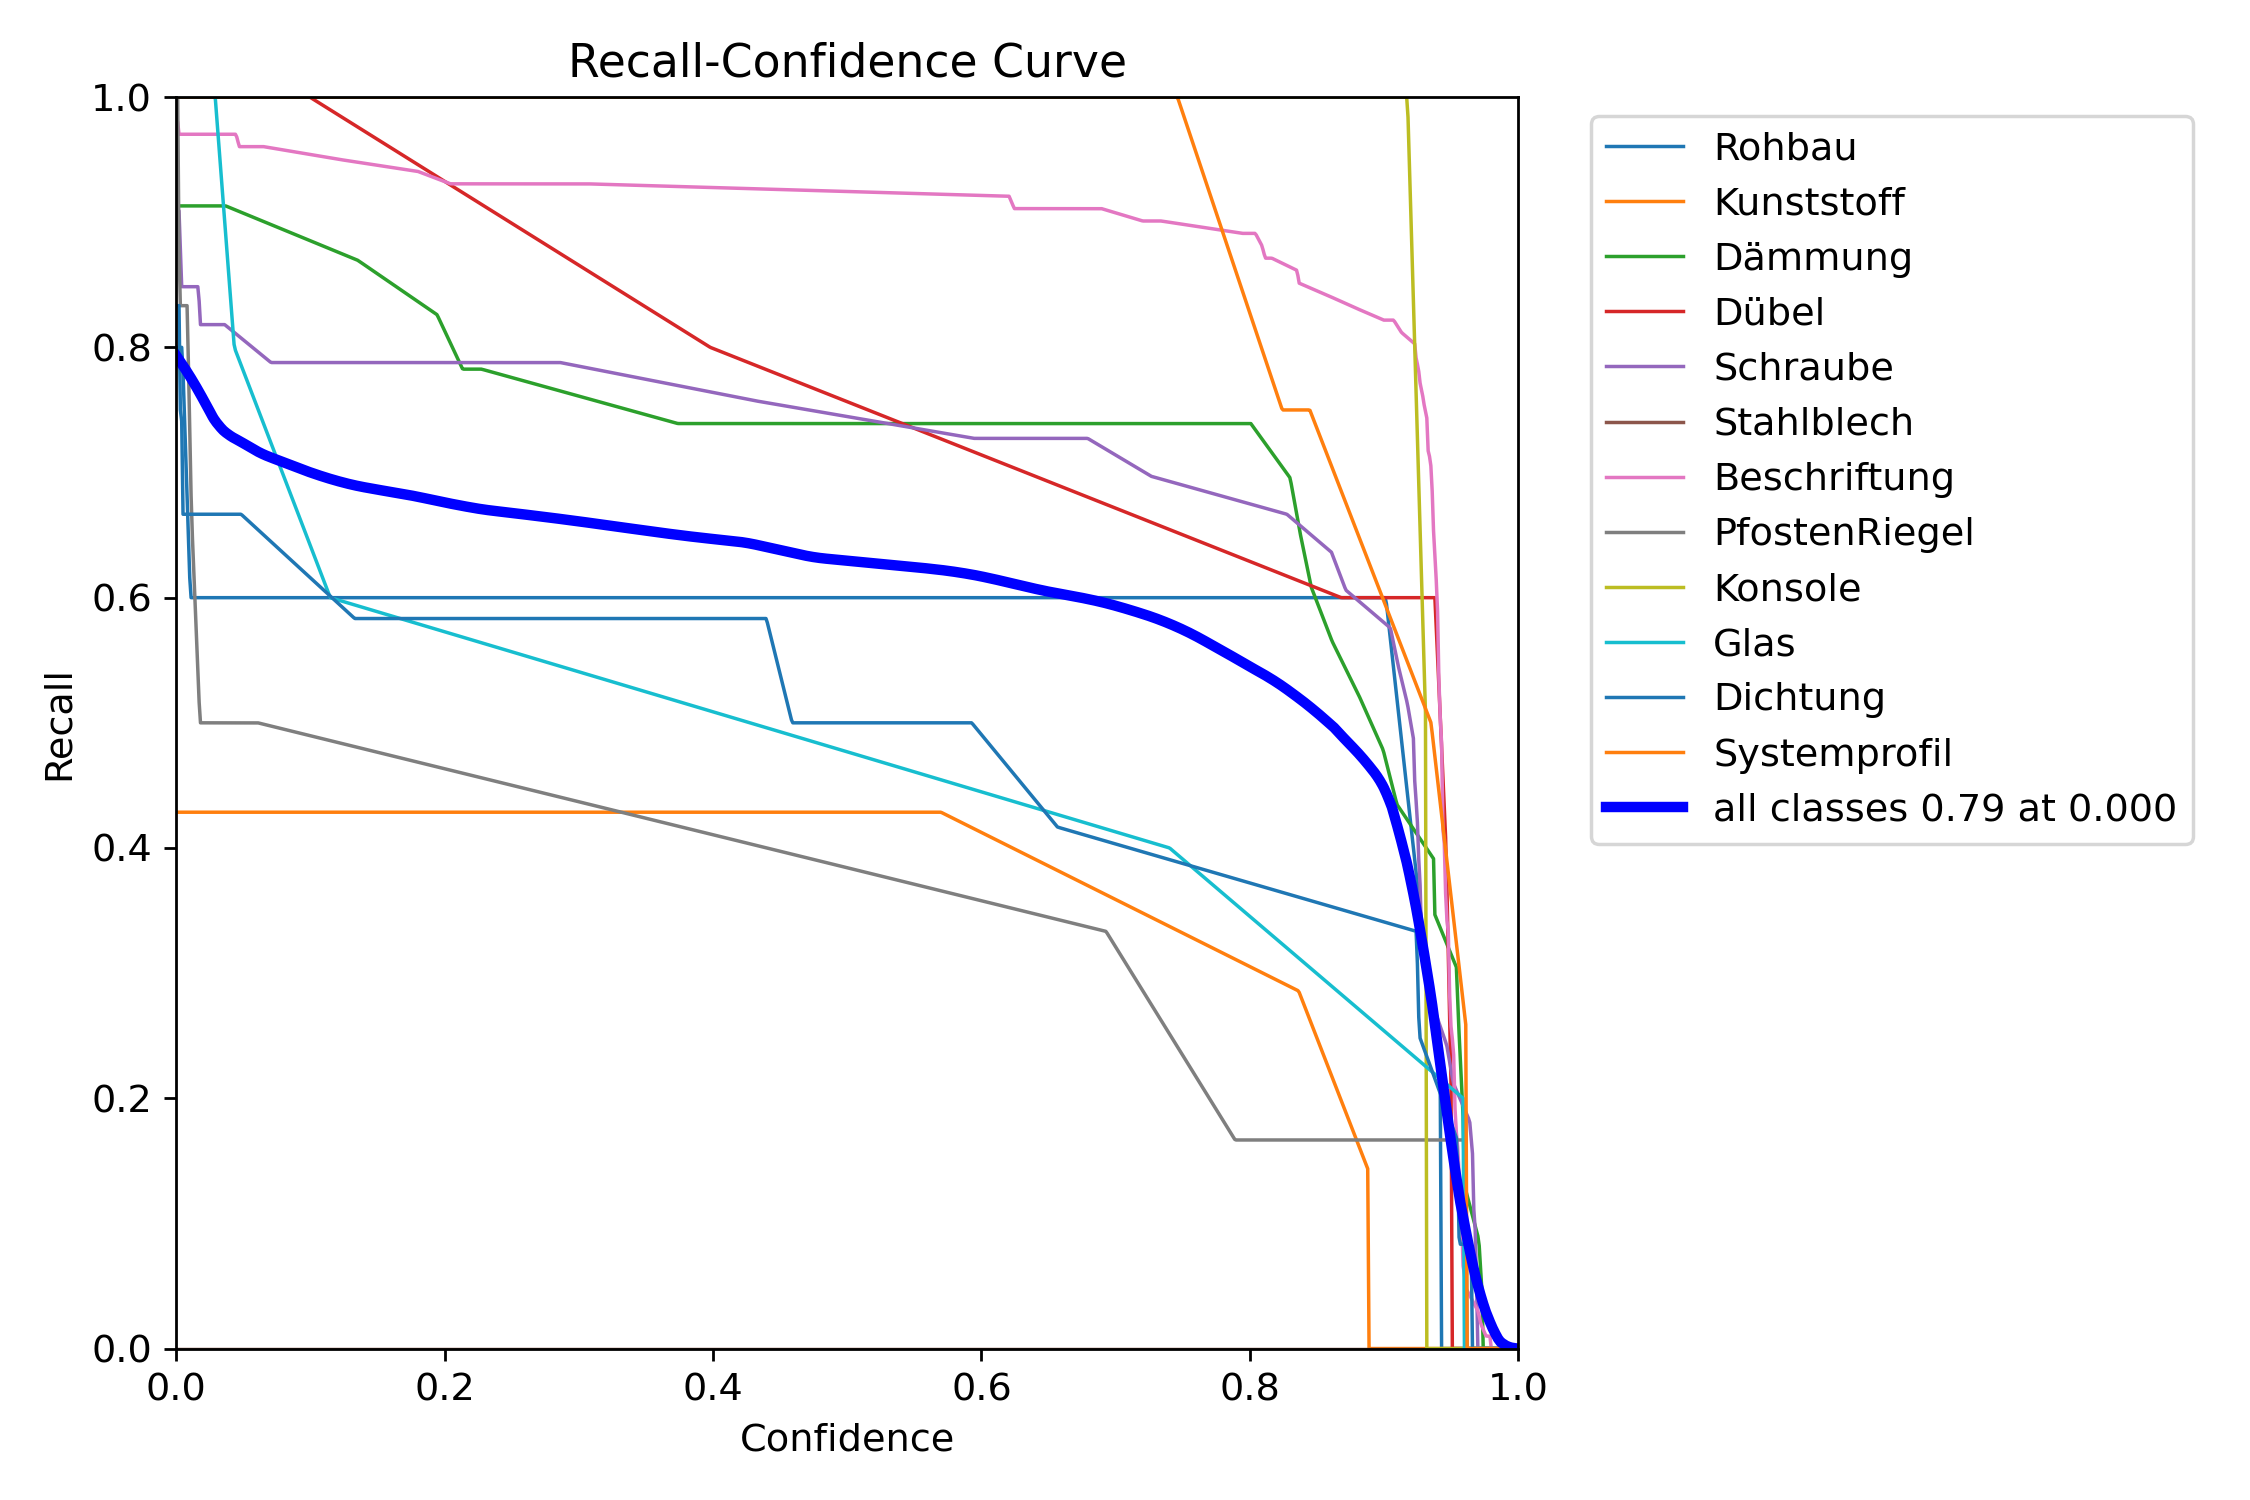 Recall-Confidence Curve
1.0
0.8
0.6
0.4
0.2
0.0
Recall
0.0 0.2 0.4 0.6 0.8 1.0
Confidence
Rohbau
Kunststoff
Dämmung
Dübel
Schraube
Stahlblech
Beschriftung
PfostenRiegel
Konsole
Glas
Dichtung
Systemprofil
all classes 0.79 at 0.000